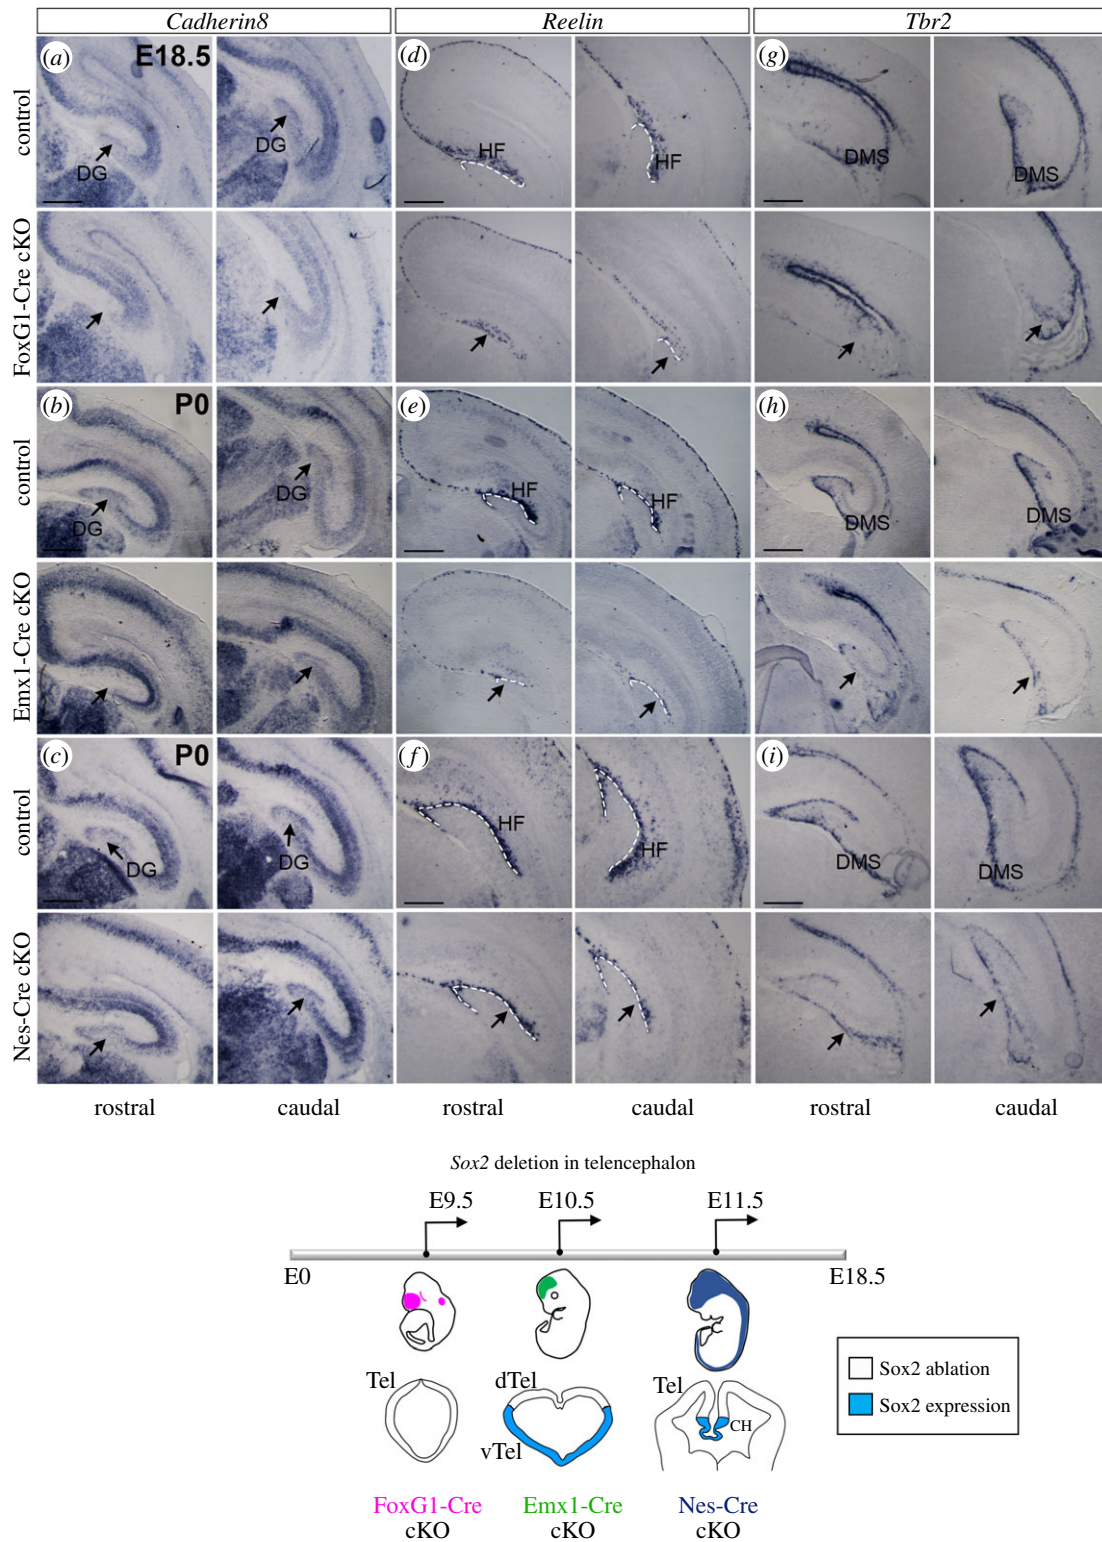 Cadherin8 Reelin Tbr2
control
(a) E18.5 (d) (g)
DG DG HF HF DMS DMS
FoxG1-Cre cKO
control
(b) P0 (e) (h)
DG DG HF HF DMS DMS
Emx1-Cre cKO
control
(c) P0 (f) (i)
DG DG HF HF DMS DMS
Nes-Cre cKO
rostral caudal rostral caudal rostral caudal
Sox2 deletion in telencephalon
E9.5 E10.5 E11.5
E0 E18.5
Tel dTel Tel
vTel CH
Sox2 ablation
Sox2 expression
FoxG1-Cre Emx1-Cre Nes-Cre
cKO cKO cKO